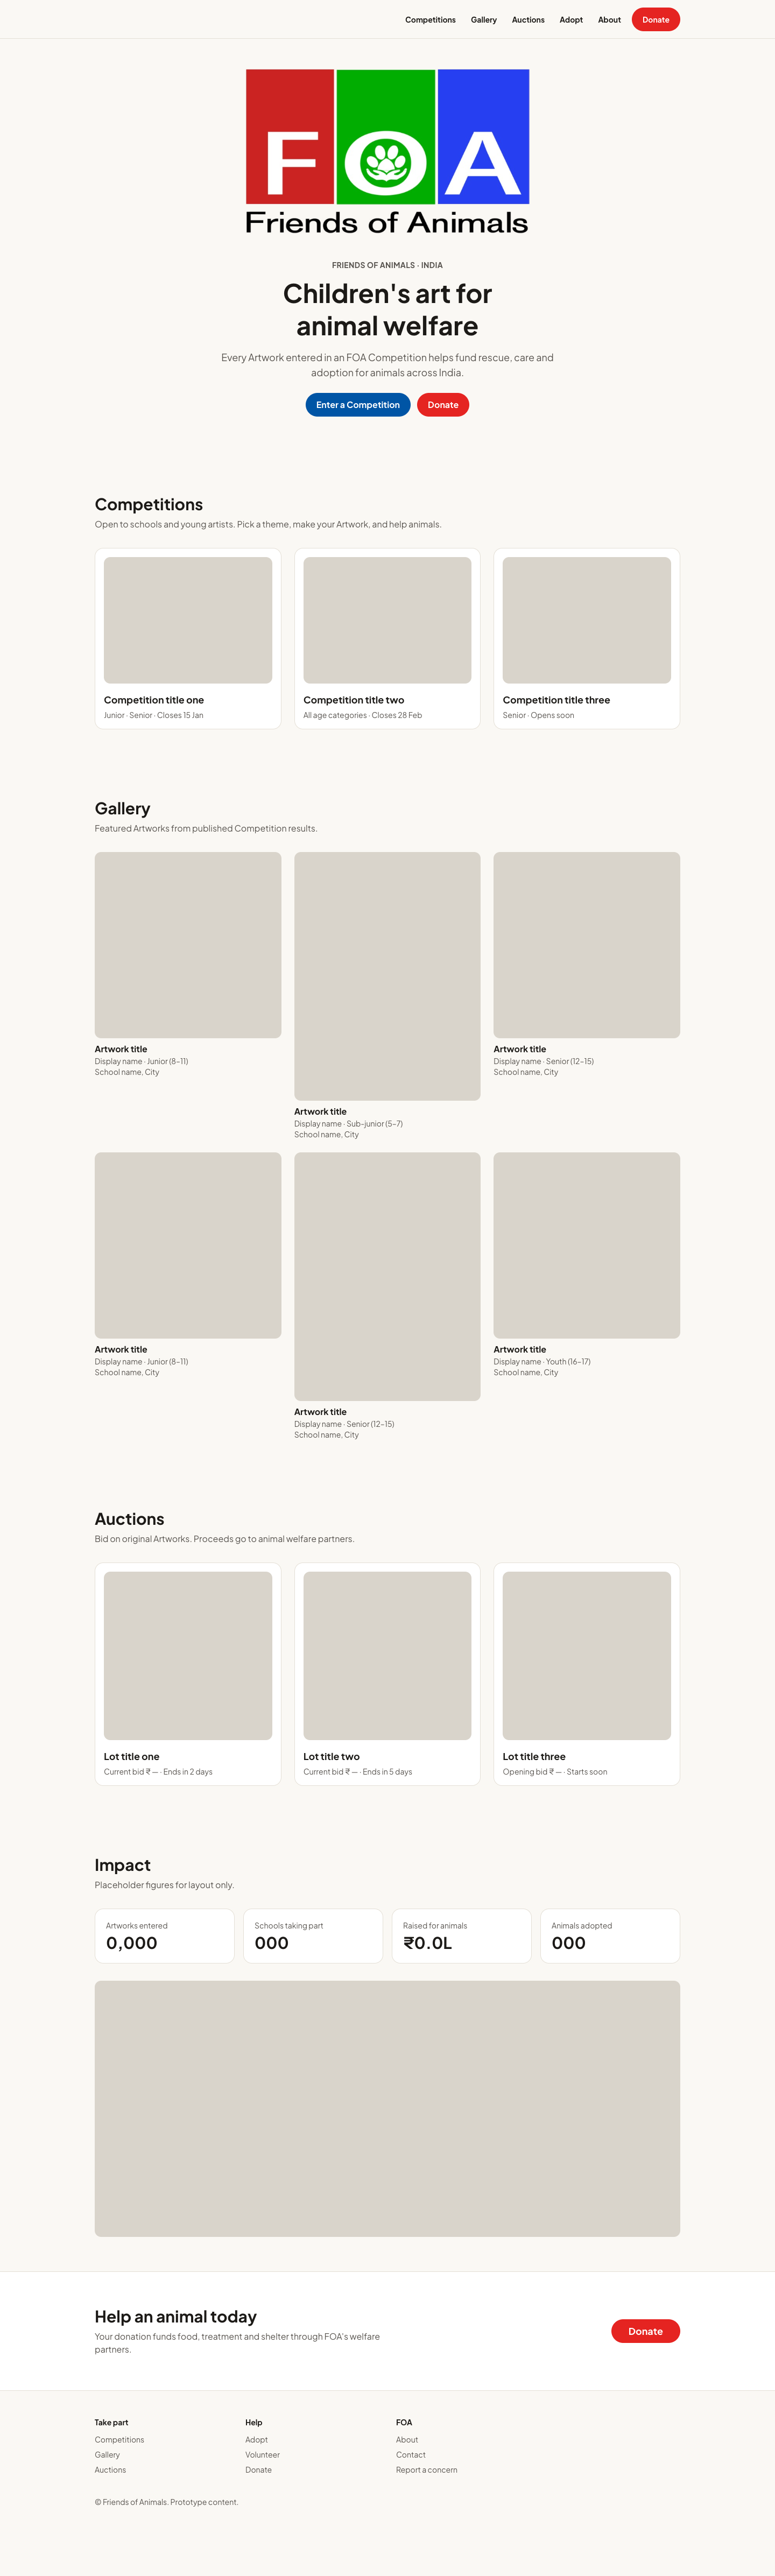 Competitions Gallery Auctions Adopt About Donate
FOA
Friends of Animals
FRIENDS OF ANIMALS · INDIA
Children's art for
animal welfare
Every Artwork entered in an FOA Competition helps fund rescue, care and
adoption for animals across India.
Enter a Competition Donate
Competitions
Open to schools and young artists. Pick a theme, make your Artwork, and help animals.
Competition title one
Junior · Senior · Closes 15 Jan
Competition title two
All age categories · Closes 28 Feb
Competition title three
Senior · Opens soon
Gallery
Featured Artworks from published Competition results.
Artwork title
Display name · Junior (8–11)
School name, City
Artwork title
Display name · Sub-junior (5–7)
School name, City
Artwork title
Display name · Senior (12–15)
School name, City
Artwork title
Display name · Junior (8–11)
School name, City
Artwork title
Display name · Senior (12–15)
School name, City
Artwork title
Display name · Youth (16–17)
School name, City
Auctions
Bid on original Artworks. Proceeds go to animal welfare partners.
Lot title one
Current bid ₹ — · Ends in 2 days
Lot title two
Current bid ₹ — · Ends in 5 days
Lot title three
Opening bid ₹ — · Starts soon
Impact
Placeholder figures for layout only.
Artworks entered
0,000
Schools taking part
000
Raised for animals
₹0.0L
Animals adopted
000
Help an animal today
Your donation funds food, treatment and shelter through FOA's welfare
partners.
Donate
Take part
Competitions
Gallery
Auctions
Help
Adopt
Volunteer
Donate
FOA
About
Contact
Report a concern
© Friends of Animals. Prototype content.